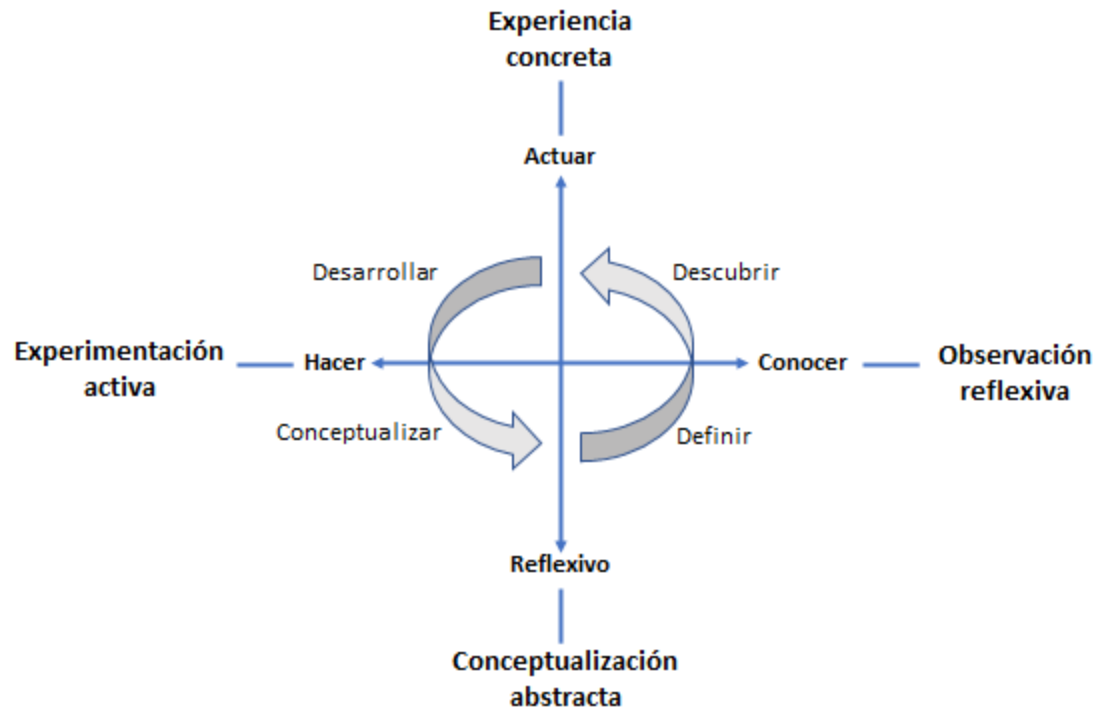 Experiencia
concreta
Actuar
Desarrollar
Descubrir
Experimentación
activa
Hacer
Conocer
Observación
reflexiva
Conceptualizar
Definir
Reflexivo
Conceptualización
abstracta